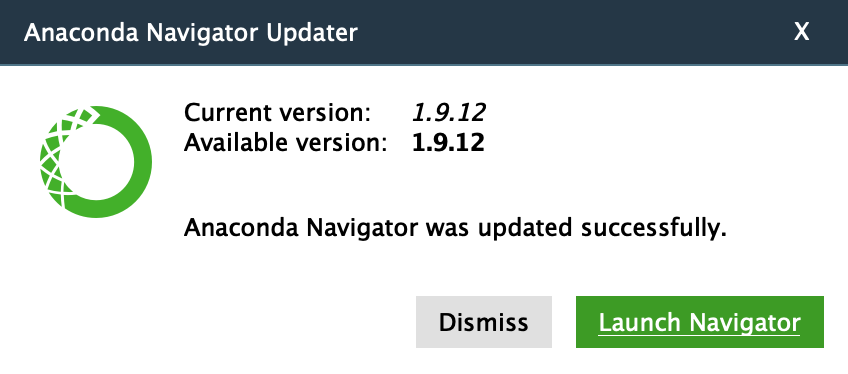 Anaconda Navigator Updater X
Current version: 1.9.12
Available version: 1.9.12
Anaconda Navigator was updated successfully.
Dismiss Launch Navigator